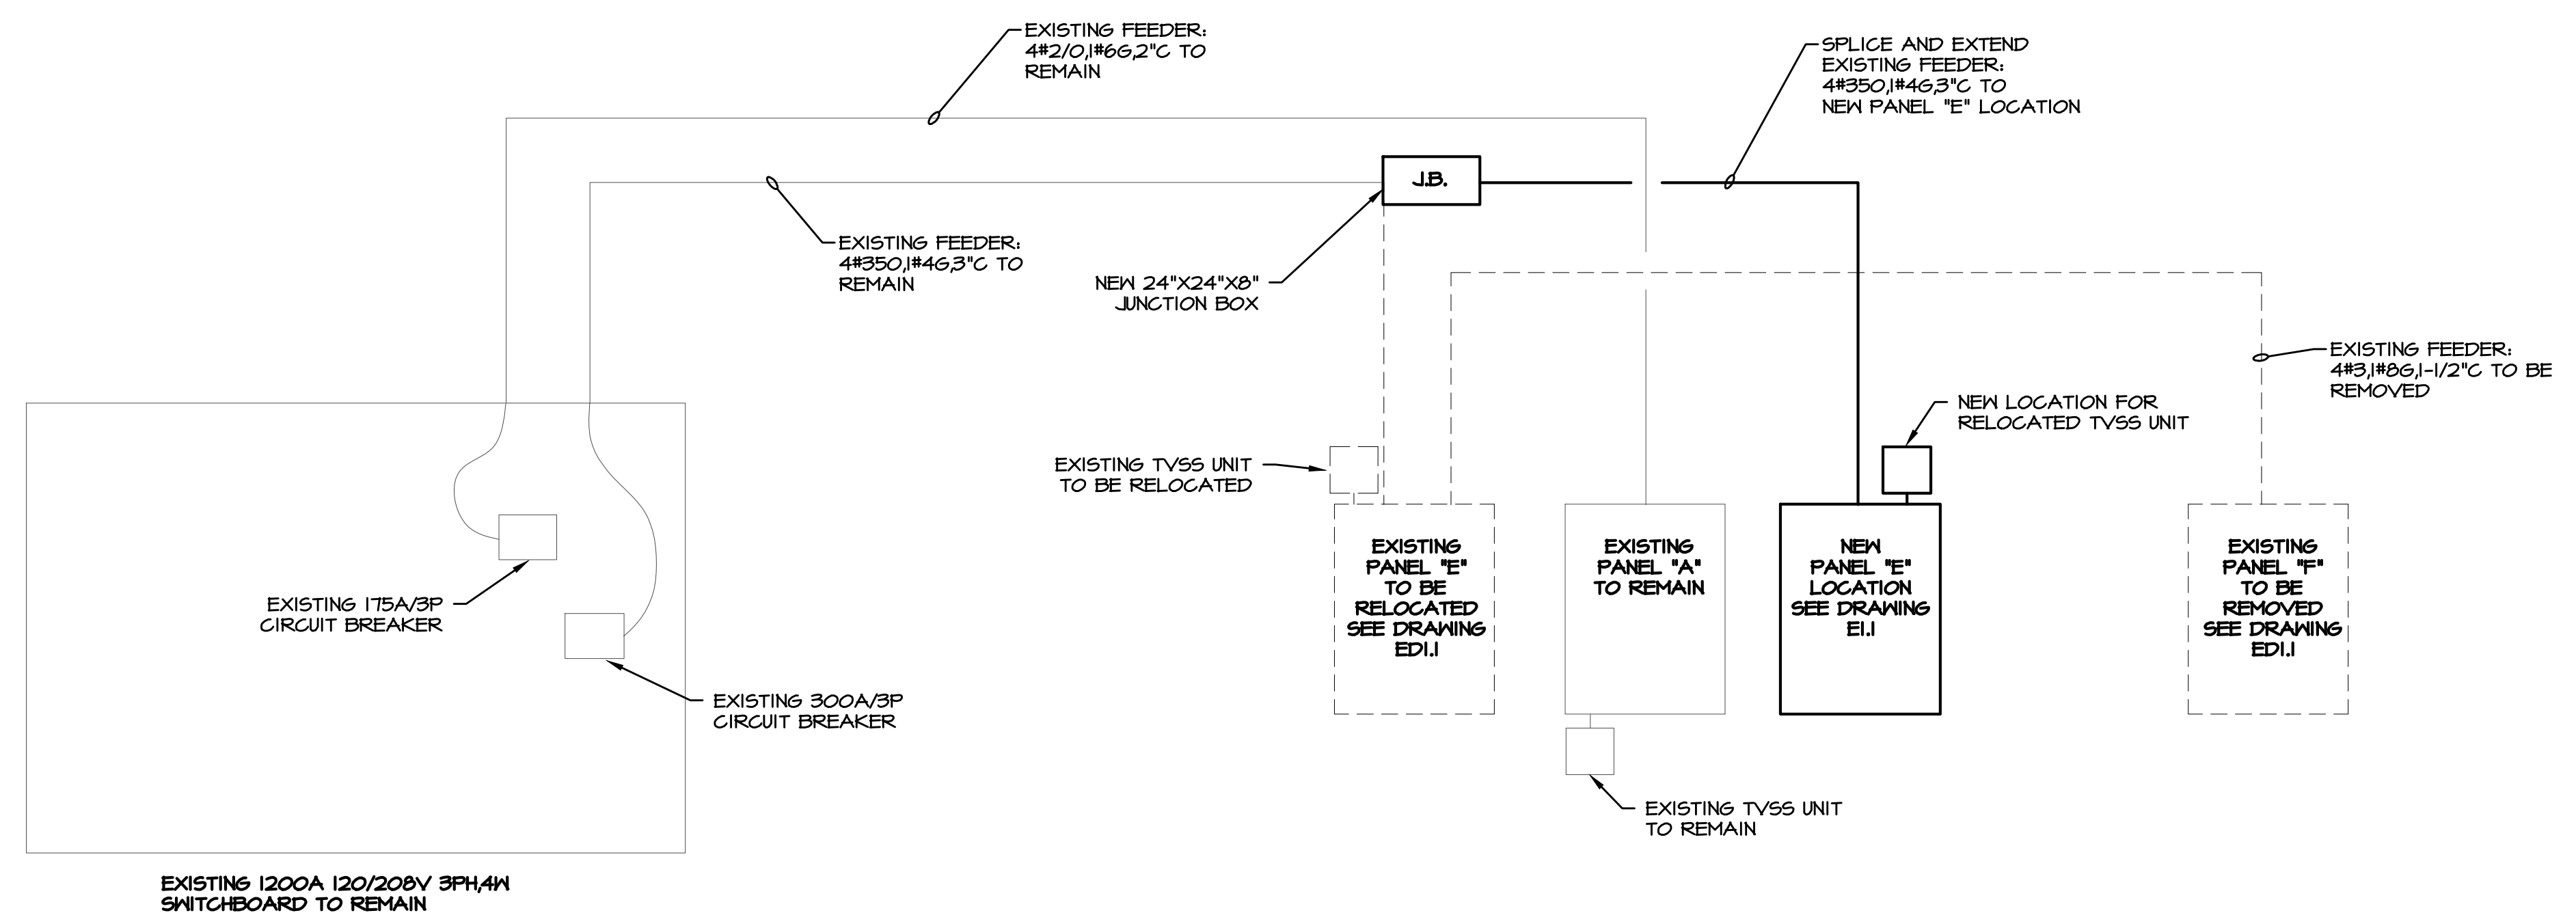 EXISTING FEEDER:
4#2/0,1#6G,2"C TO
REMAIN
SPLICE AND EXTEND
EXISTING FEEDER:
4#350,1#4G,3"C TO
NEW PANEL "E" LOCATION
J.B.
EXISTING FEEDER:
4#350,1#4G,3"C TO
REMAIN
NEW 24"X24"X8"
JUNCTION BOX
EXISTING FEEDER:
4#3,1#8G,1-1/2"C TO BE
REMOVED
NEW LOCATION FOR
RELOCATED TVSS UNIT
EXISTING TVSS UNIT
TO BE RELOCATED
EXISTING
PANEL "E"
TO BE
RELOCATED
SEE DRAWING
ED1.1
EXISTING
PANEL "A"
TO REMAIN
NEW
PANEL "E"
LOCATION
SEE DRAWING
E1.1
EXISTING
PANEL "F"
TO BE
REMOVED
SEE DRAWING
ED1.1
EXISTING 175A/3P
CIRCUIT BREAKER
EXISTING 300A/3P
CIRCUIT BREAKER
EXISTING TVSS UNIT
TO REMAIN
EXISTING 1200A 120/208V 3PH,4W
SWITCHBOARD TO REMAIN